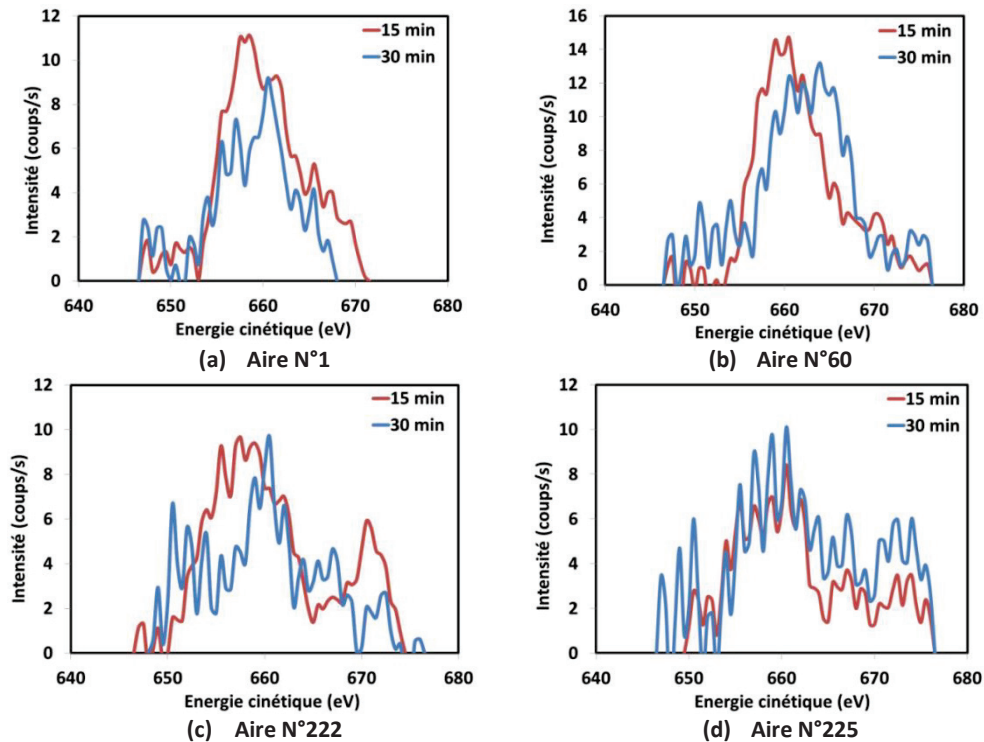 12
10
8
6
4
2
0
Intensité (coups/s)
15 min
30 min
640 650 660 670 680
Energie cinétique (eV)
(a) Aire N°1
16
14
12
10
8
6
4
2
0
Intensité (coups/s)
15 min
30 min
640 650 660 670 680
Energie cinétique (eV)
(b) Aire N°60
12
10
8
6
4
2
0
Intensité (coups/s)
15 min
30 min
640 650 660 670 680
Energie cinétique (eV)
(c) Aire N°222
12
10
8
6
4
2
0
Intensité (coups/s)
15 min
30 min
640 650 660 670 680
Energie cinétique (eV)
(d) Aire N°225